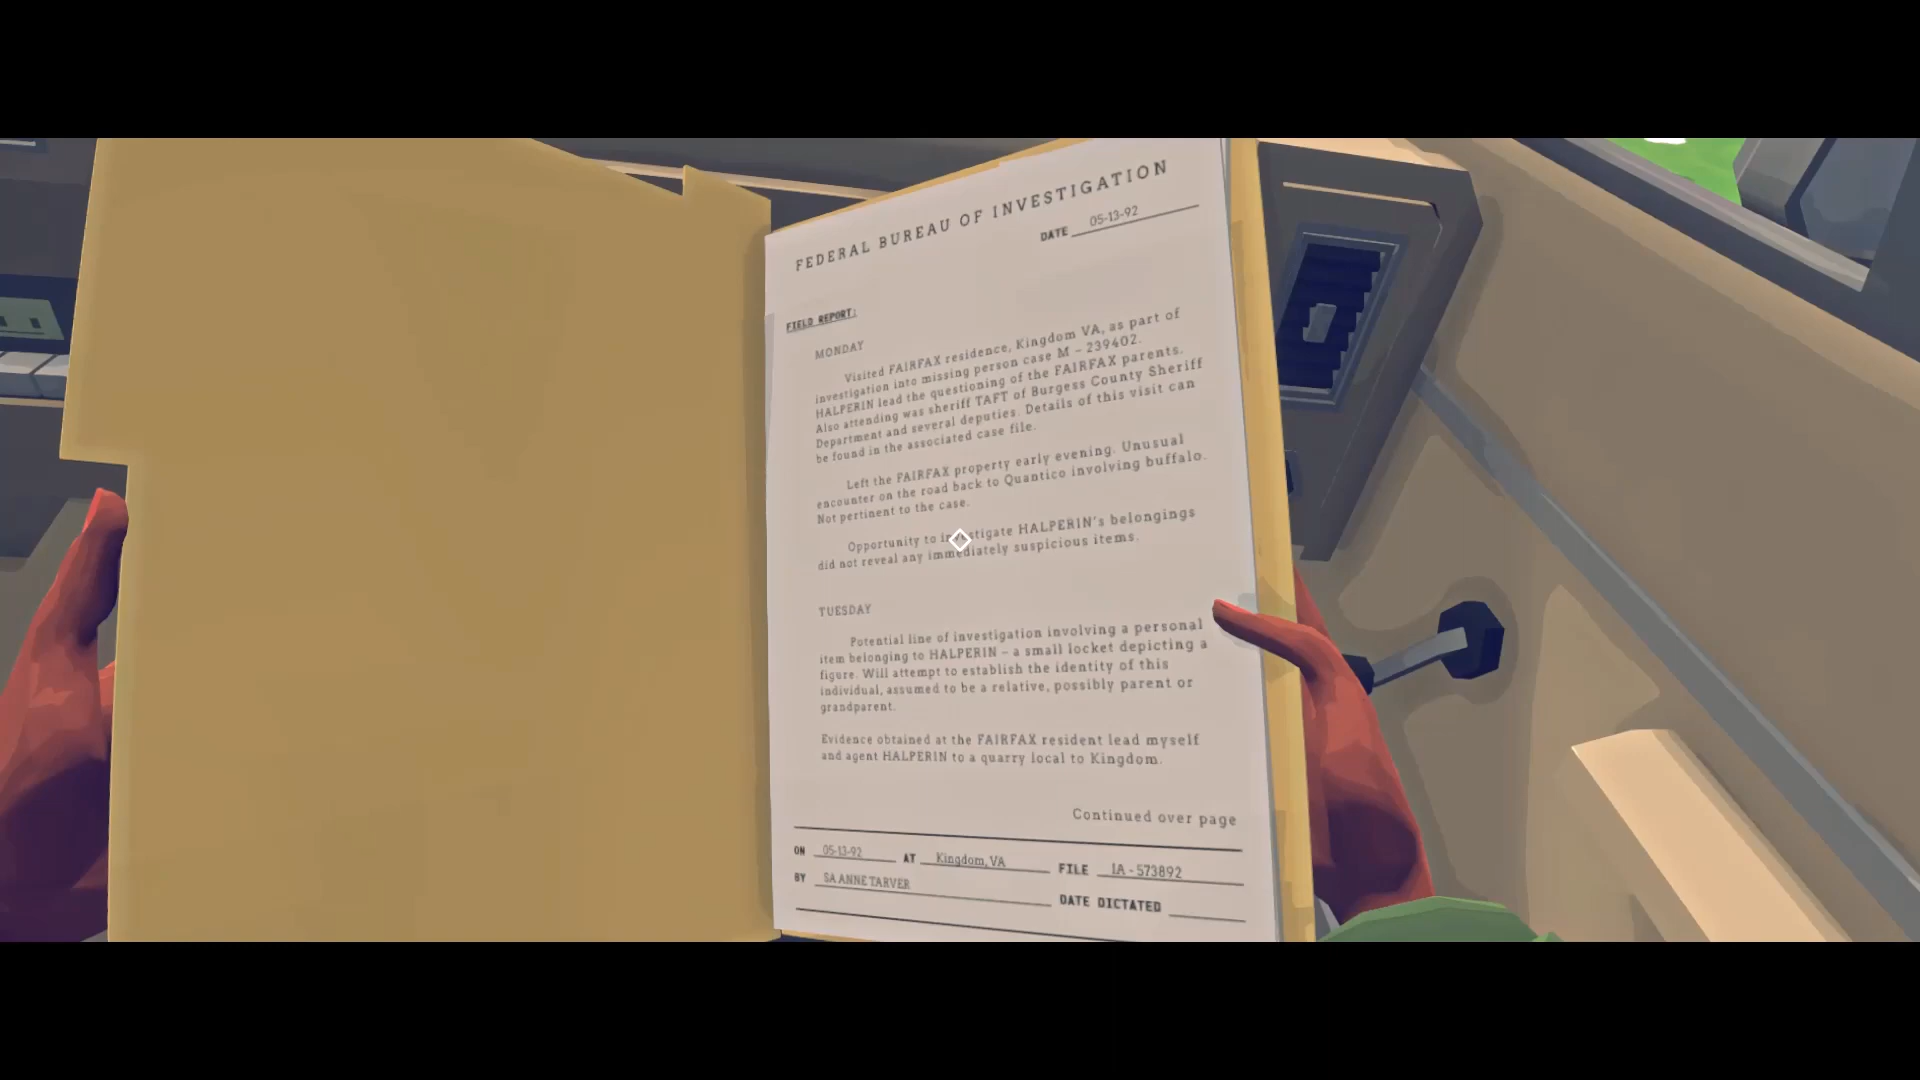 FEDERAL BUREAU OF INVESTIGATION
DATE 05-13-92
FIELD REPORT:
MONDAY
Visited FAIRFAX residence, Kingdom VA, as part of
investigation into missing person case M – 239402.
HALPERIN lead the questioning of the FAIRFAX parents.
Also attending was sheriff TAFT of Burgess County Sheriff
Department and several deputies. Details of this visit can
be found in the associated case file.
Left the FAIRFAX property early evening. Unusual
encounter on the road back to Quantico involving buffalo.
Not pertinent to the case.
Opportunity to investigate HALPERIN's belongings
did not reveal any immediately suspicious items.
TUESDAY
Potential line of investigation involving a personal
item belonging to HALPERIN – a small locket depicting a
figure. Will attempt to establish the identity of this
individual, assumed to be a relative, possibly parent or
grandparent.
Evidence obtained at the FAIRFAX resident lead myself
and agent HALPERIN to a quarry local to Kingdom.
Continued over page
ON 05-13-92 AT Kingdom, VA FILE 1A - 573892
BY SA ANNE TARVER DATE DICTATED